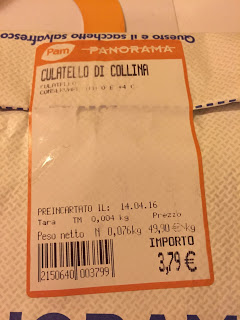 Questo è il sacchetto salvafresco
Pam PANORAMA
CULATELLO DI COLLINA
CULATELLO
PREINCARTATO IL: 14.04.16
Tara TM 0,004 kg Prezzo
Peso netto N 0,076kg 49,90 €/kg
IMPORTO
3,79 €
2150640 003799